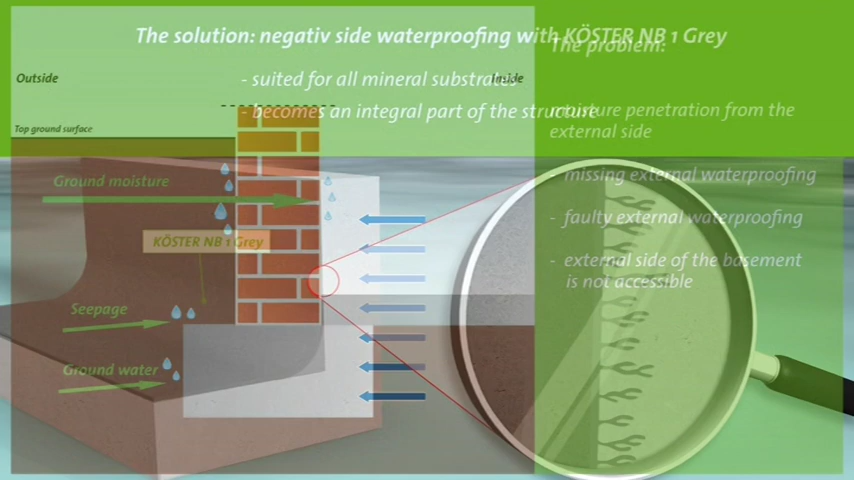 The solution: negativ side waterproofing with KÖSTER NB 1 Grey
The problem:
Outside
Inside
- suited for all mineral substrates
- becomes an integral part of the structure
moisture penetration from the
external side
Top ground surface
- missing external waterproofing
Ground moisture
- faulty external waterproofing
KÖSTER NB 1 Grey
- external side of the basement
is not accessible
Seepage
Ground water